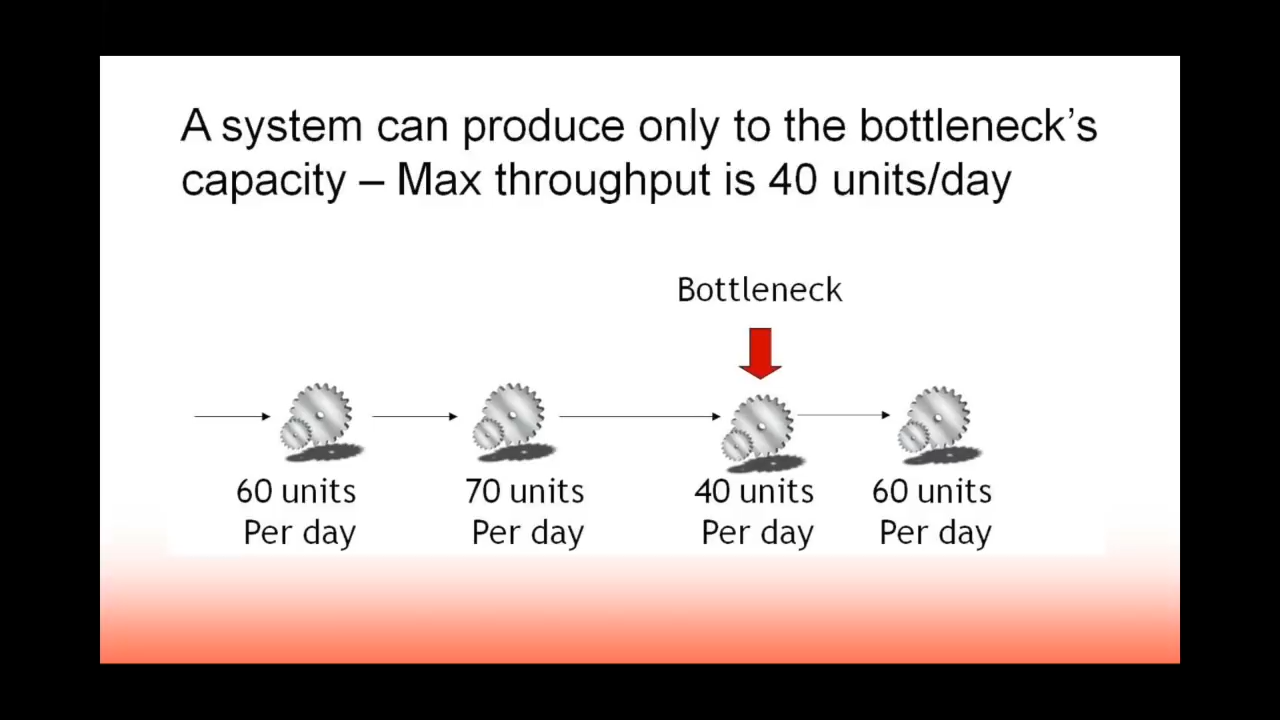 A system can produce only to the bottleneck’s
capacity – Max throughput is 40 units/day
Bottleneck
60 units
Per day
70 units
Per day
40 units
Per day
60 units
Per day